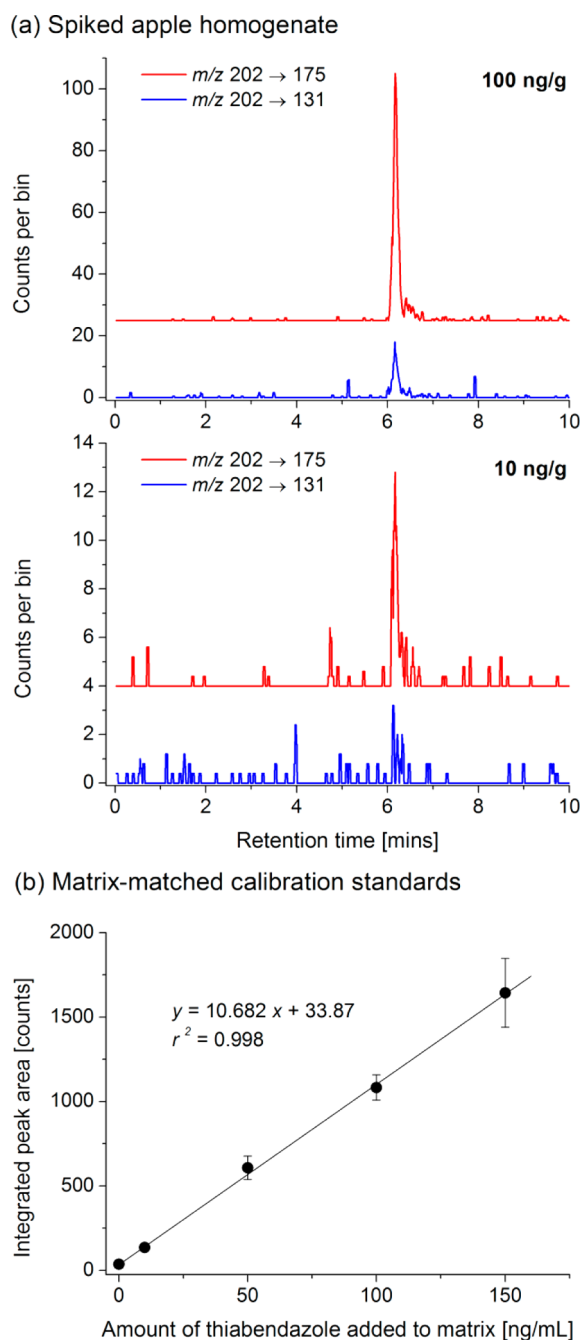 (a) Spiked apple homogenate
m/z 202 → 175
m/z 202 → 131
100 ng/g
100
80
60
40
20
0
Counts per bin
0 2 4 6 8 10
m/z 202 → 175
m/z 202 → 131
10 ng/g
14
12
10
8
6
4
2
0
Counts per bin
0 2 4 6 8 10
Retention time [mins]
(b) Matrix-matched calibration standards
2000
1500
1000
500
0
Integrated peak area [counts]
y = 10.682 x + 33.87
r ² = 0.998
0 50 100 150
Amount of thiabendazole added to matrix [ng/mL]